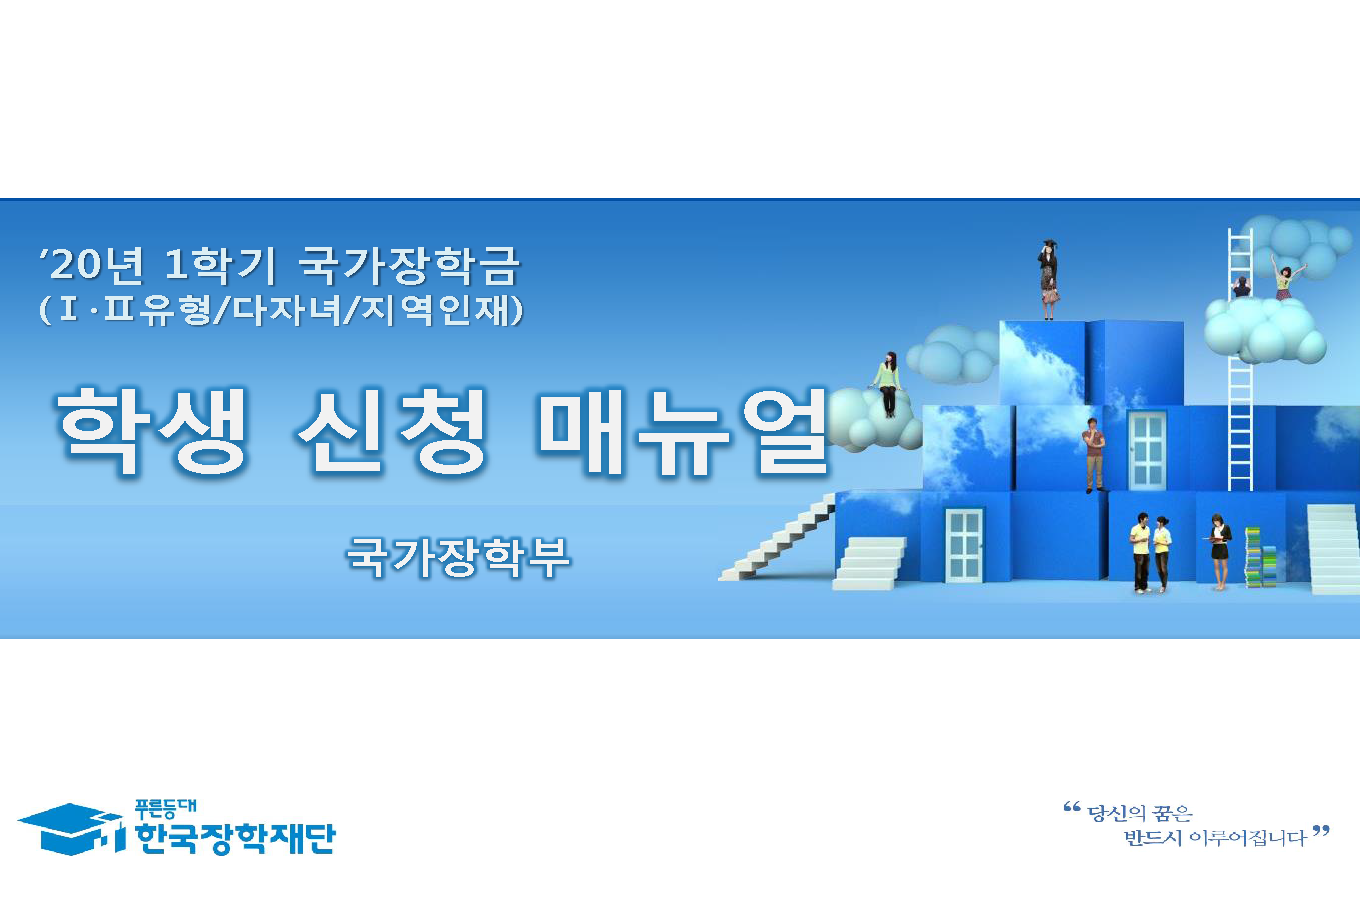 ’20년 1학기 국가장학금
(Ⅰ·Ⅱ유형/다자녀/지역인재)
학생 신청 매뉴얼
국가장학부
푸른등대
한국장학재단
“ 당신의 꿈은
반드시 이루어집니다 ”